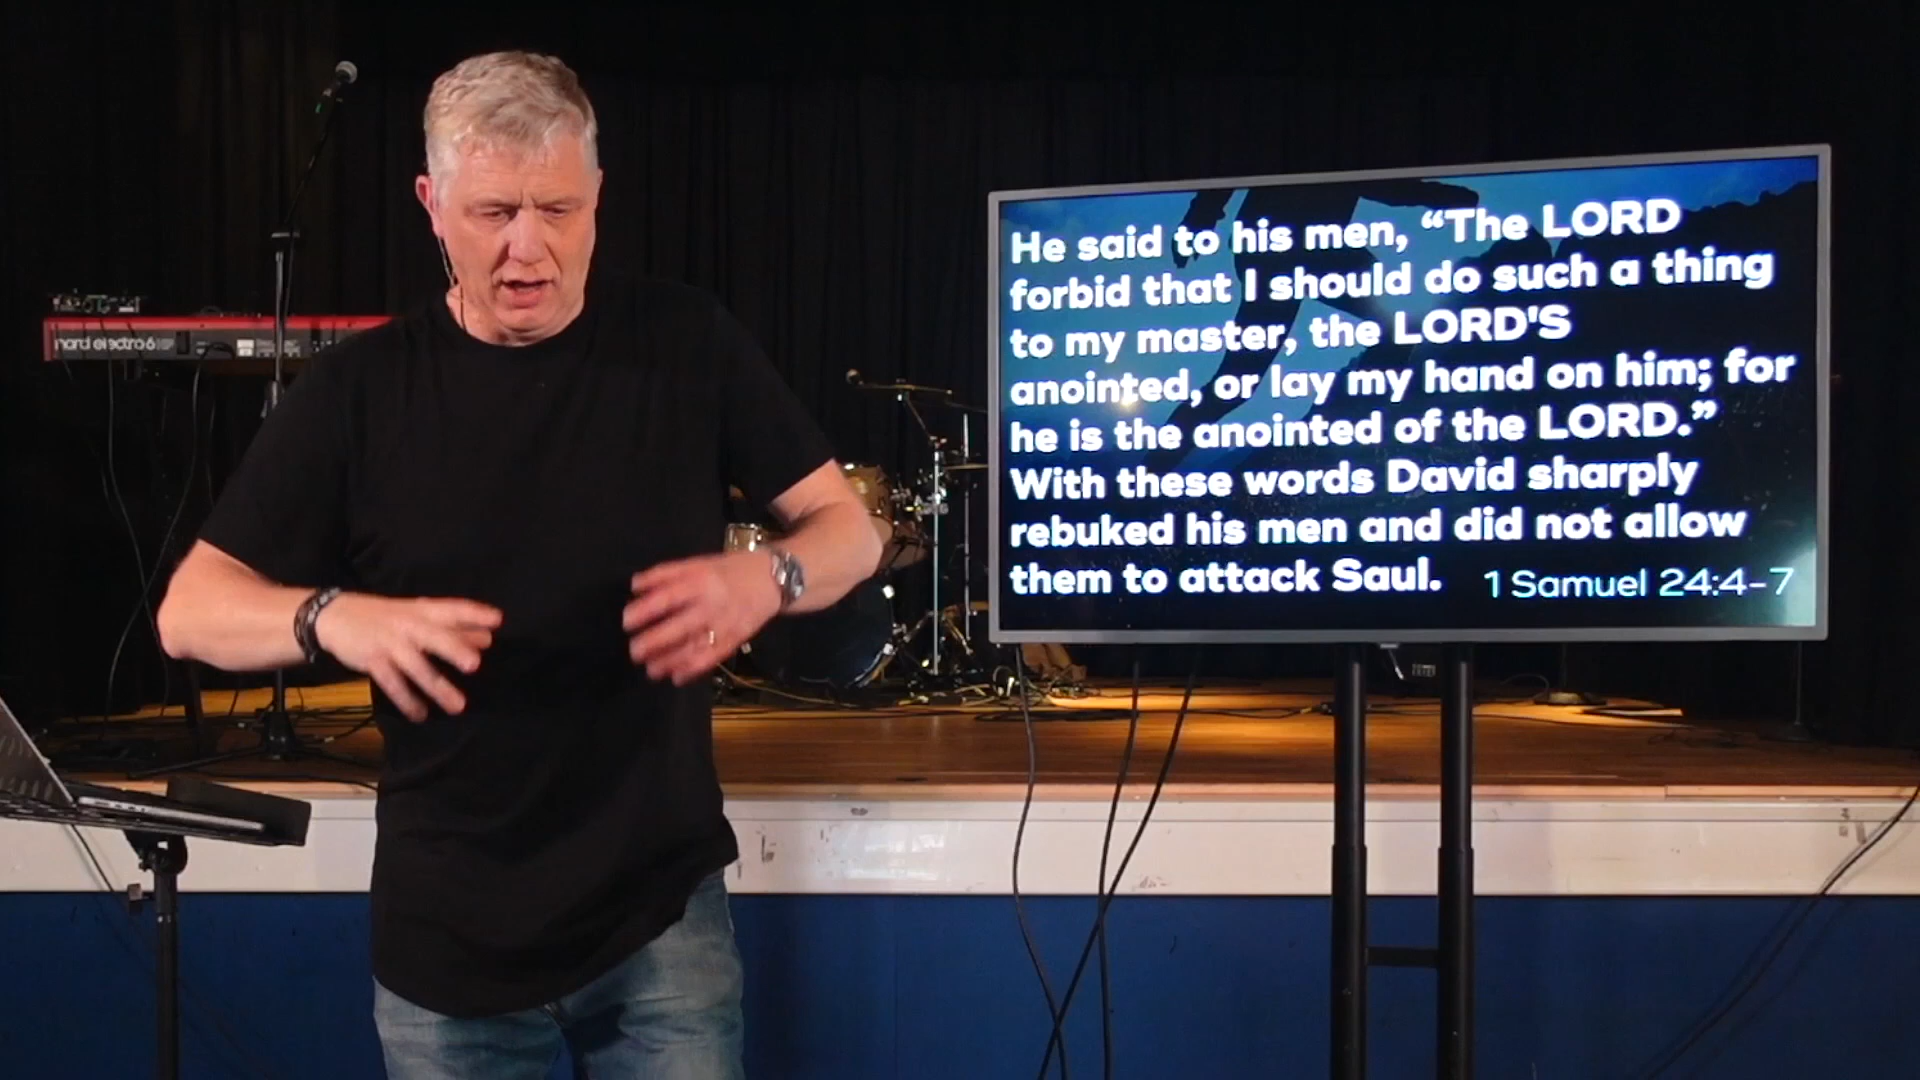 nord electro 6
He said to his men, “The LORD
forbid that I should do such a thing
to my master, the LORD'S
anointed, or lay my hand on him; for
he is the anointed of the LORD.”
With these words David sharply
rebuked his men and did not allow
them to attack Saul. 1 Samuel 24:4-7